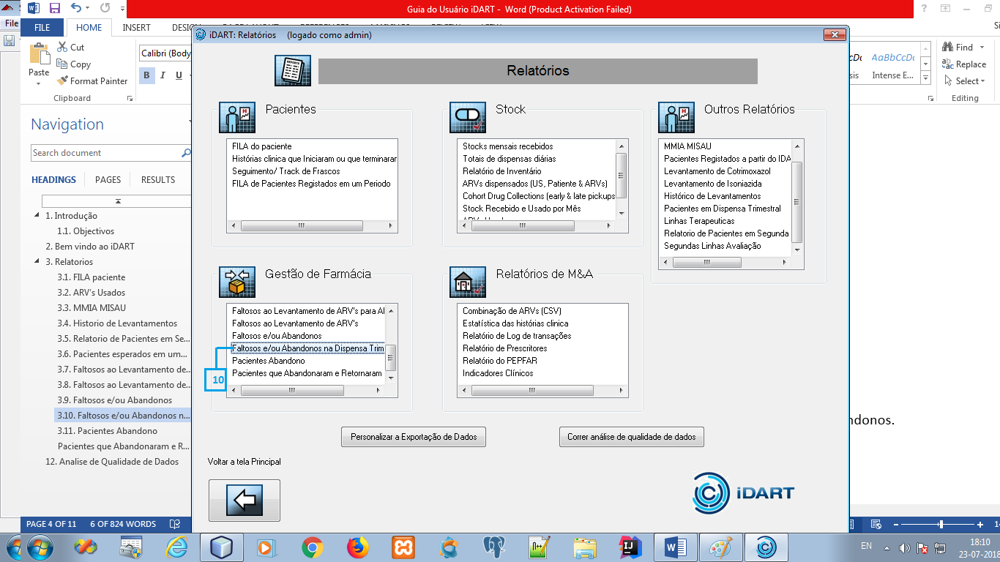 Guia do Usuário iDART - Word (Product Activation Failed)
File
FILE
HOME
INSERT
DESIGN
Cut
Copy
Paste
Format Painter
Clipboard
Calibri (Body
B I U
Intense E...
AaBbCcDc
Find
Replace
Select
Editing
Navigation
Search document
HEADINGS PAGES RESULTS
1. Introdução
1.1. Objectivos
2. Bem vindo ao iDART
3. Relatorios
3.1. FILA paciente
3.2. ARV's Usados
3.3. MMIA MISAU
3.4. Historio de Levantamentos
3.5. Relatorio de Pacientes em Se...
3.6. Pacientes esperados em um...
3.7. Faltosos ao Levantamento de...
3.8. Faltosos ao Levantamento de...
3.9. Faltosos e/ou Abandonos
3.10. Faltosos e/ou Abandonos n...
3.11. Pacientes Abandono
Pacientes que Abandonaram e R...
12. Analise de Qualidade de Dados
iDART: Relatórios (logado como admin)
Relatórios
Pacientes
FILA do paciente
Histórias clinica que Iniciaram ou que terminarar
Seguimento/ Track de Frascos
FILA de Pacientes Registados em um Periodo
Stock
Stocks mensais recebidos
Totais de dispensas diárias
Relatório de Inventário
ARVs dispensados (US, Patiente & ARVs)
Cohort Drug Collections (early & late pickups
Stock Recebido e Usado por Mês
Outros Relatórios
MMIA MISAU
Pacientes Registados a partir do IDA
Levantamento de Cotrimoxazol
Levantamento de Isoniazida
Histórico de Levantamentos
Pacientes em Dispensa Trimestral
Linhas Terapeuticas
Relatorio de Pacientes em Segunda
Segundas Linhas Avaliação
Gestão de Farmácia
Faltosos ao Levantamento de ARV's para Al
Faltosos ao Levantamento de ARV's
Faltosos e/ou Abandonos
Faltosos e/ou Abandonos na Dispensa Trim
Pacientes Abandono
Pacientes que Abandonaram e Retornaram
10
Relatórios de M&A
Combinação de ARVs (CSV)
Estatística das histórias clinica
Relatório de Log de transações
Relatório de Prescritores
Relatório do PEPFAR
Indicadores Clínicos
Personalizar a Exportação de Dados
Correr análise de qualidade de dados
Voltar a tela Principal
iDART
donos.
PAGE 4 OF 11 6 OF 824 WORDS
EN
18:10
23-07-2018